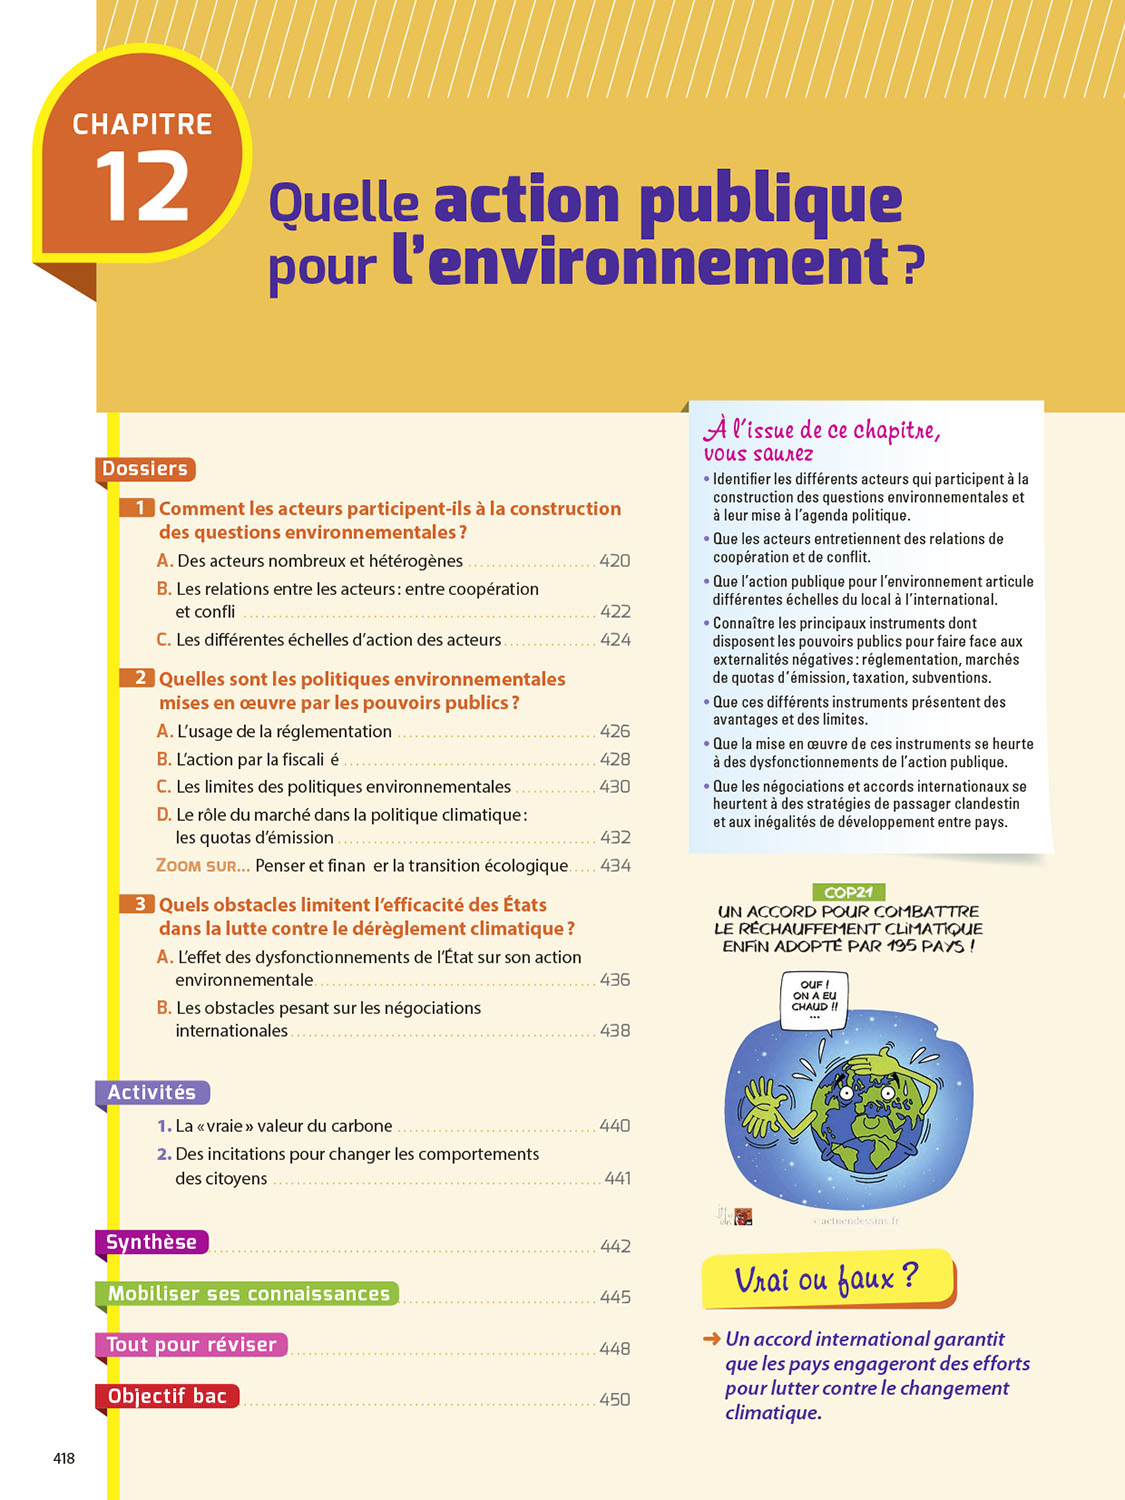 CHAPITRE
12
Quelle action publique
pour l'environnement ?
Dossiers
1 Comment les acteurs participent-ils à la construction
des questions environnementales ?
A. Des acteurs nombreux et hétérogènes ........ 420
B. Les relations entre les acteurs : entre coopération
et confli ........ 422
C. Les différentes échelles d'action des acteurs ........ 424
2 Quelles sont les politiques environnementales
mises en œuvre par les pouvoirs publics ?
A. L'usage de la réglementation ........ 426
B. L'action par la fiscali é ........ 428
C. Les limites des politiques environnementales ........ 430
D. Le rôle du marché dans la politique climatique :
les quotas d'émission ........ 432
ZOOM SUR... Penser et finan er la transition écologique ..... 434
3 Quels obstacles limitent l'efficacité des États
dans la lutte contre le dérèglement climatique ?
A. L'effet des dysfonctionnements de l'État sur son action
environnementale ........ 436
B. Les obstacles pesant sur les négociations
internationales ........ 438
Activités
1. La « vraie » valeur du carbone ........ 440
2. Des incitations pour changer les comportements
des citoyens ........ 441
Synthèse ........ 442
Mobiliser ses connaissances ........ 445
Tout pour réviser ........ 448
Objectif bac ........ 450
418
À l'issue de ce chapitre,
vous saurez
• Identifier les différents acteurs qui participent à la
construction des questions environnementales et
à leur mise à l'agenda politique.
• Que les acteurs entretiennent des relations de
coopération et de conflit.
• Que l'action publique pour l'environnement articule
différentes échelles du local à l'international.
• Connaître les principaux instruments dont
disposent les pouvoirs publics pour faire face aux
externalités négatives : réglementation, marchés
de quotas d'émission, taxation, subventions.
• Que ces différents instruments présentent des
avantages et des limites.
• Que la mise en œuvre de ces instruments se heurte
à des dysfonctionnements de l'action publique.
• Que les négociations et accords internationaux se
heurtent à des stratégies de passager clandestin
et aux inégalités de développement entre pays.
COP21
UN ACCORD POUR COMBATTRE
LE RÉCHAUFFEMENT CLIMATIQUE
ENFIN ADOPTÉ PAR 195 PAYS !
OUF !
ON A EU
CHAUD !!
...
actuendessins.fr
Vrai ou faux ?
➜ Un accord international garantit
que les pays engageront des efforts
pour lutter contre le changement
climatique.